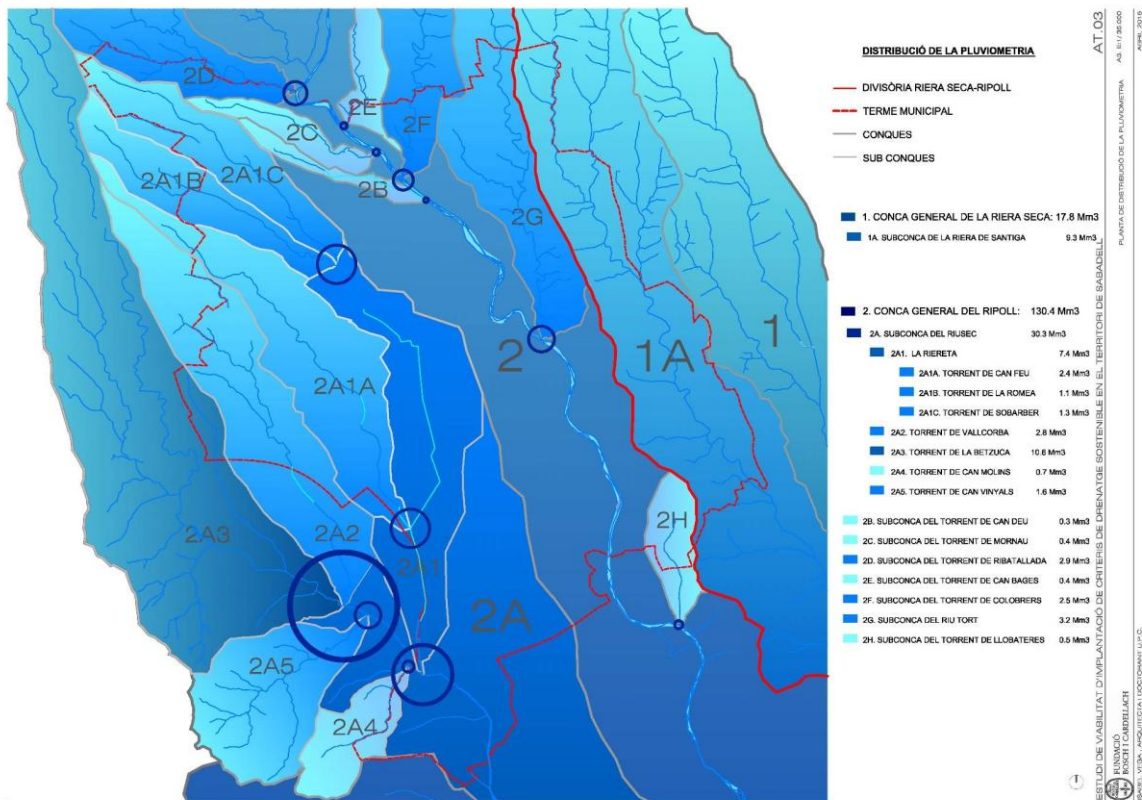 DISTRIBUCIÓ DE LA PLUVIOMETRIA
DIVISÒRIA RIERA SECA-RIPOLL
TERME MUNICIPAL
CONQUES
SUB CONQUES
1. CONCA GENERAL DE LA RIERA SECA: 17.8 Mm3
1A. SUBCONCA DE LA RIERA DE SANTIGA 9.3 Mm3
2. CONCA GENERAL DEL RIPOLL: 130.4 Mm3
2A. SUBCONCA DEL RIUSEC 30.3 Mm3
2A1. LA RIERETA 7.4 Mm3
2A1A. TORRENT DE CAN FEU 2.4 Mm3
2A1B. TORRENT DE LA ROMEA 1.1 Mm3
2A1C. TORRENT DE SOBARBER 1.3 Mm3
2A2. TORRENT DE VALLCORBA 2.8 Mm3
2A3. TORRENT DE LA BETZUCA 10.6 Mm3
2A4. TORRENT DE CAN MOLINS 0.7 Mm3
2A5. TORRENT DE CAN VINYALS 1.6 Mm3
2B. SUBCONCA DEL TORRENT DE CAN DEU 0.3 Mm3
2C. SUBCONCA DEL TORRENT DE MORNAU 0.4 Mm3
2D. SUBCONCA DEL TORRENT DE RIBATALLADA 2.9 Mm3
2E. SUBCONCA DEL TORRENT DE CAN BAGES 0.4 Mm3
2F. SUBCONCA DEL TORRENT DE COLOBRERS 2.5 Mm3
2G. SUBCONCA DEL RIU TORT 3.2 Mm3
2H. SUBCONCA DEL TORRENT DE LLOBATERES 0.5 Mm3
2D
2E
2C
2F
2A1C
2A1B
2B
2G
2
1A
1
2A1A
2H
2A3
2A2
2A1
2A
2A5
2A4
AT.03
A3. E:1/35.000
ABRIL 2015
PLANTA DE DISTRIBUCIÓ DE LA PLUVIOMETRIA
ESTUDI DE VIABILITAT D'IMPLANTACIÓ DE CRITERIS DE DRENATGE SOSTENIBLE EN EL TERRITORI DE SABADELL
FUNDACIÓ
BOSCH I CARDELLACH
ISABEL VEGA. ARQUITECTA I DOCTORANT U.P.C.